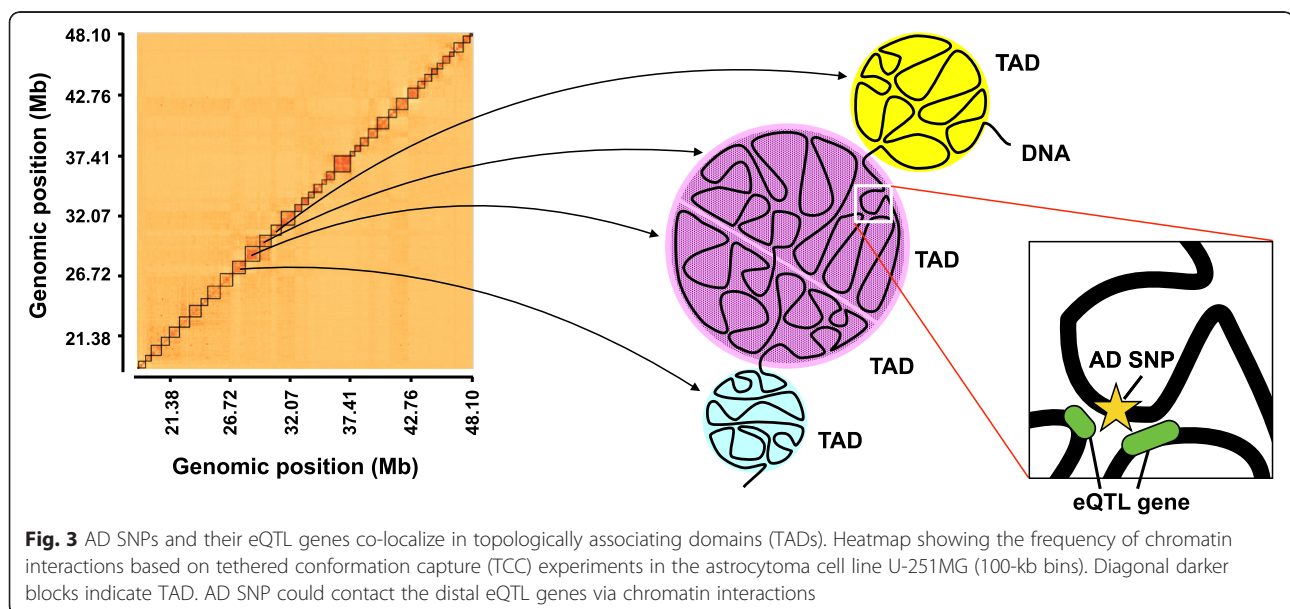 48.10
42.76
37.41
32.07
26.72
21.38
Genomic position (Mb)
21.38
26.72
32.07
37.41
42.76
48.10
Genomic position (Mb)
TAD
DNA
TAD
TAD
TAD
AD SNP
eQTL gene
Fig. 3 AD SNPs and their eQTL genes co-localize in topologically associating domains (TADs). Heatmap showing the frequency of chromatin
interactions based on tethered conformation capture (TCC) experiments in the astrocytoma cell line U-251MG (100-kb bins). Diagonal darker
blocks indicate TAD. AD SNP could contact the distal eQTL genes via chromatin interactions